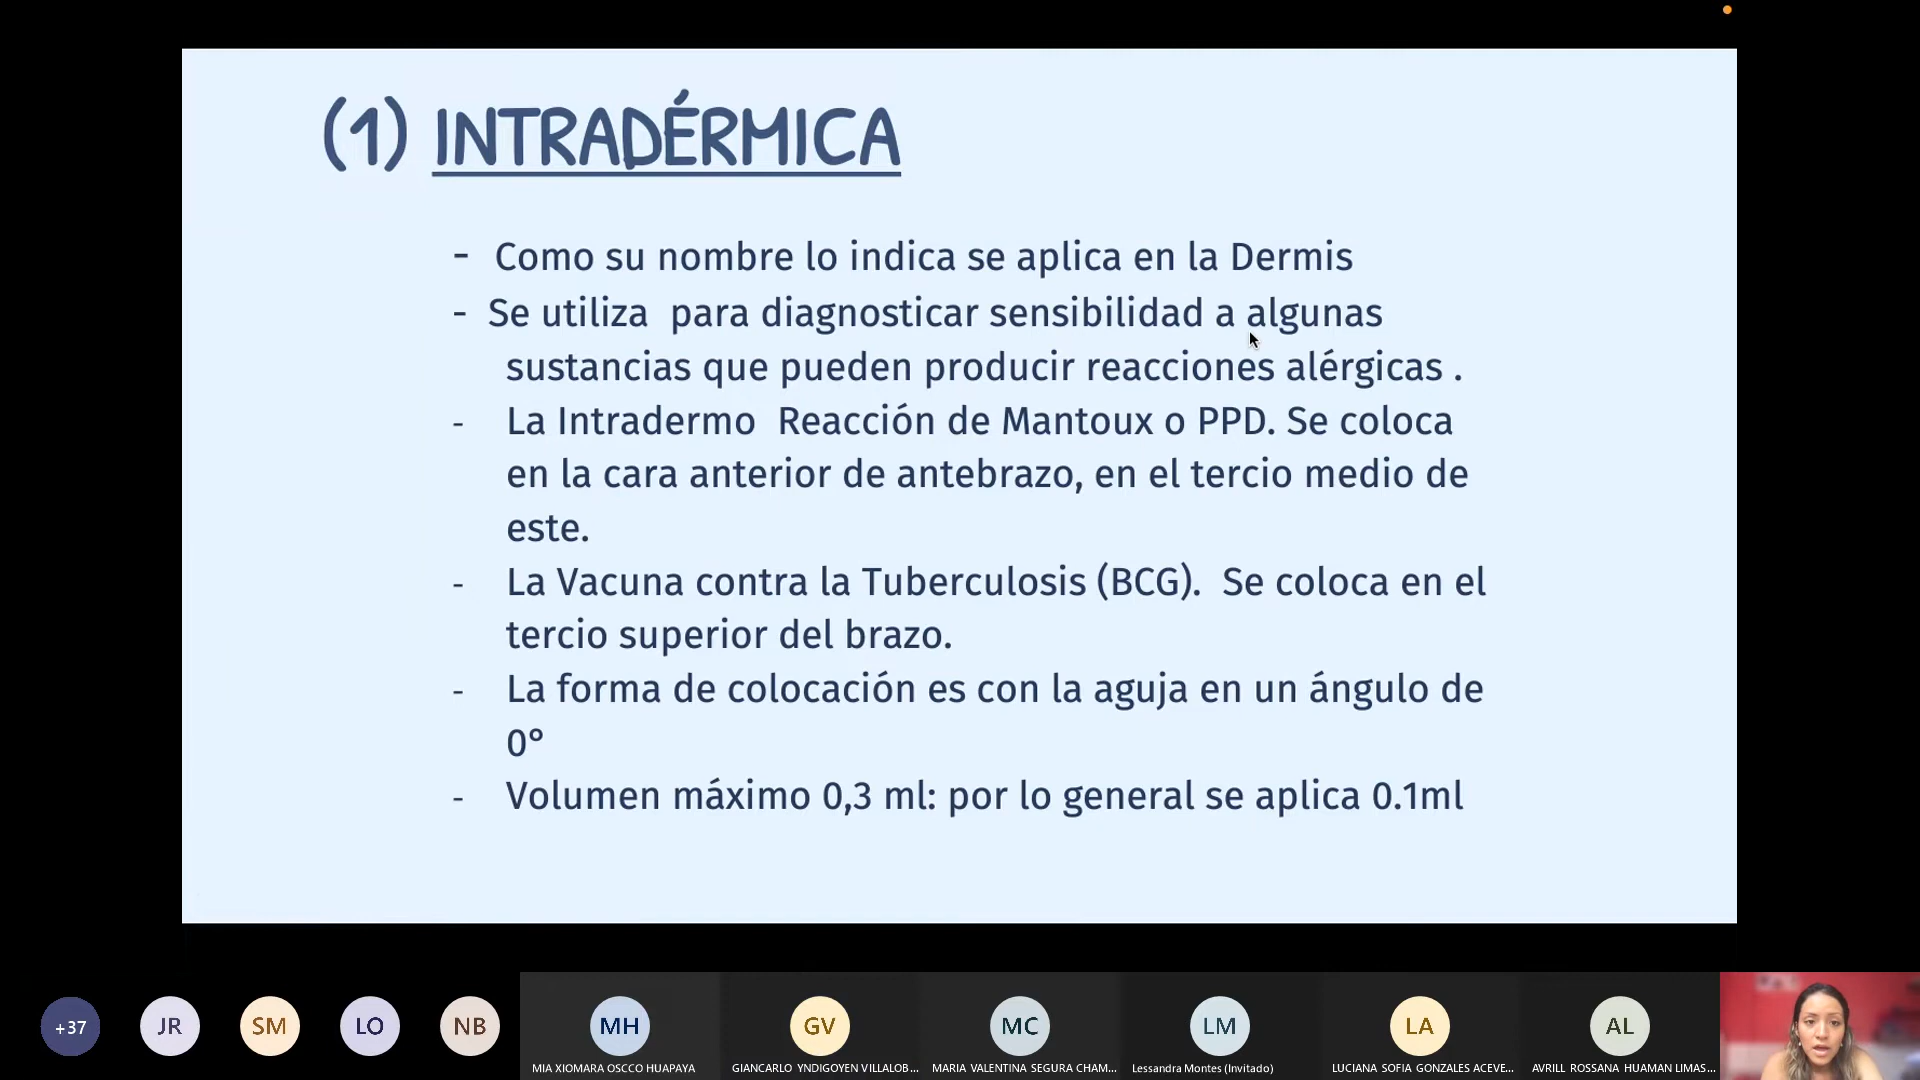 (1) INTRADÉRMICA
- Como su nombre lo indica se aplica en la Dermis
- Se utiliza para diagnosticar sensibilidad a algunas
sustancias que pueden producir reacciones alérgicas .
- La Intradermo Reacción de Mantoux o PPD. Se coloca
en la cara anterior de antebrazo, en el tercio medio de
este.
- La Vacuna contra la Tuberculosis (BCG). Se coloca en el
tercio superior del brazo.
- La forma de colocación es con la aguja en un ángulo de
0°
- Volumen máximo 0,3 ml: por lo general se aplica 0.1ml
+37 JR SM LO NB MH GV MC LM LA AL
MIA XIOMARA OSCCO HUAPAYA GIANCARLO YNDIGOYEN VILLALOB... MARIA VALENTINA SEGURA CHAM... Lessandra Montes (Invitado) LUCIANA SOFIA GONZALES ACEVE... AVRILL ROSSANA HUAMAN LIMAS...